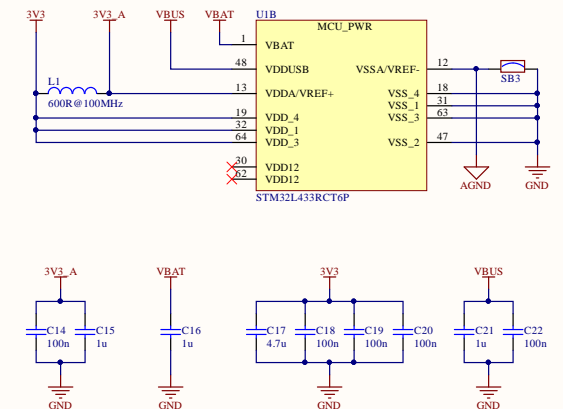 3V3 3V3_A VBUS VBAT U1B
MCU_PWR
1 VBAT
48 VDDUSB VSSA/VREF- 12
SB3
L1
600R@100MHz
13 VDDA/VREF+ VSS_4 18
VSS_1 31
19 VDD_4 VSS_3 63
32 VDD_1
64 VDD_3 VSS_2 47
30 VDD12
62 VDD12
AGND GND
STM32L433RCT6P
3V3_A VBAT 3V3 VBUS
C14 C15 C16 C17 C18 C19 C20 C21 C22
100n 1u 1u 4.7u 100n 100n 100n 1u 100n
GND GND GND GND